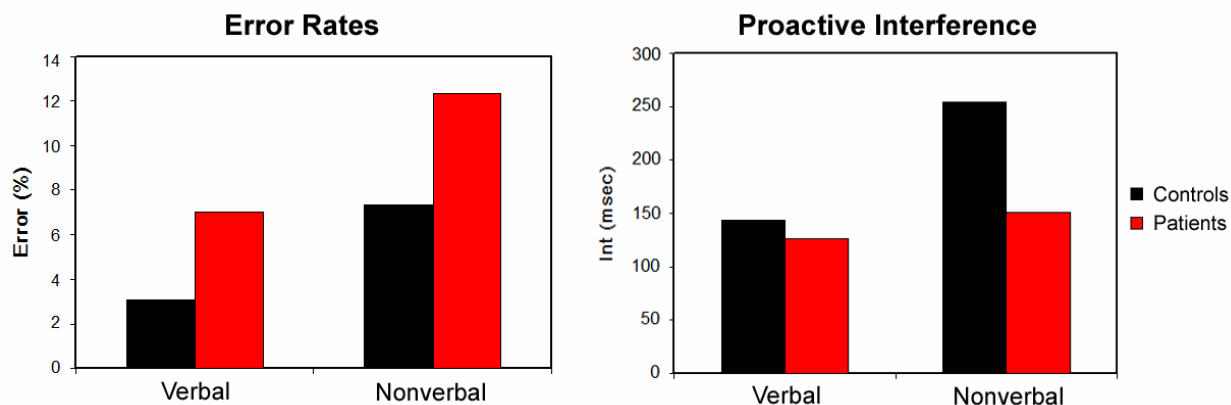 Error Rates
14
12
10
8
6
4
2
0
Error (%)
Verbal
Nonverbal
Proactive Interference
300
250
200
150
100
50
0
Int (msec)
Verbal
Nonverbal
Controls
Patients